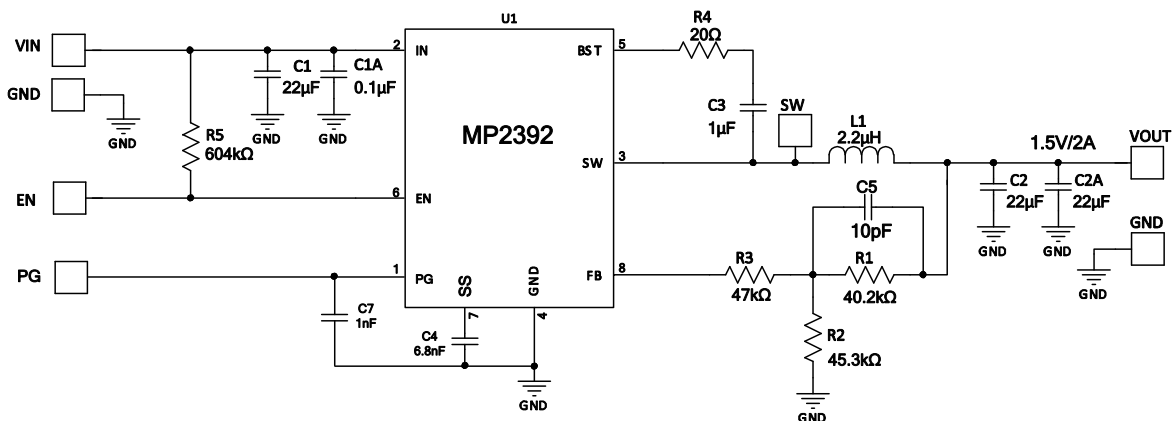 U1
VIN
2
IN
BST
5
R4
20Ω
GND
GND
C1
22µF
GND
C1A
0.1µF
GND
R5
604kΩ
MP2392
C3
1µF
SW
L1
2.2µH
1.5V/2A
VOUT
SW
3
C2
22µF
GND
C2A
22µF
GND
EN
6
EN
C5
10pF
GND
GND
PG
1
PG
SS
GND
FB
8
R3
47kΩ
R1
40.2kΩ
C7
1nF
7
4
C4
6.8nF
R2
45.3kΩ
GND
GND